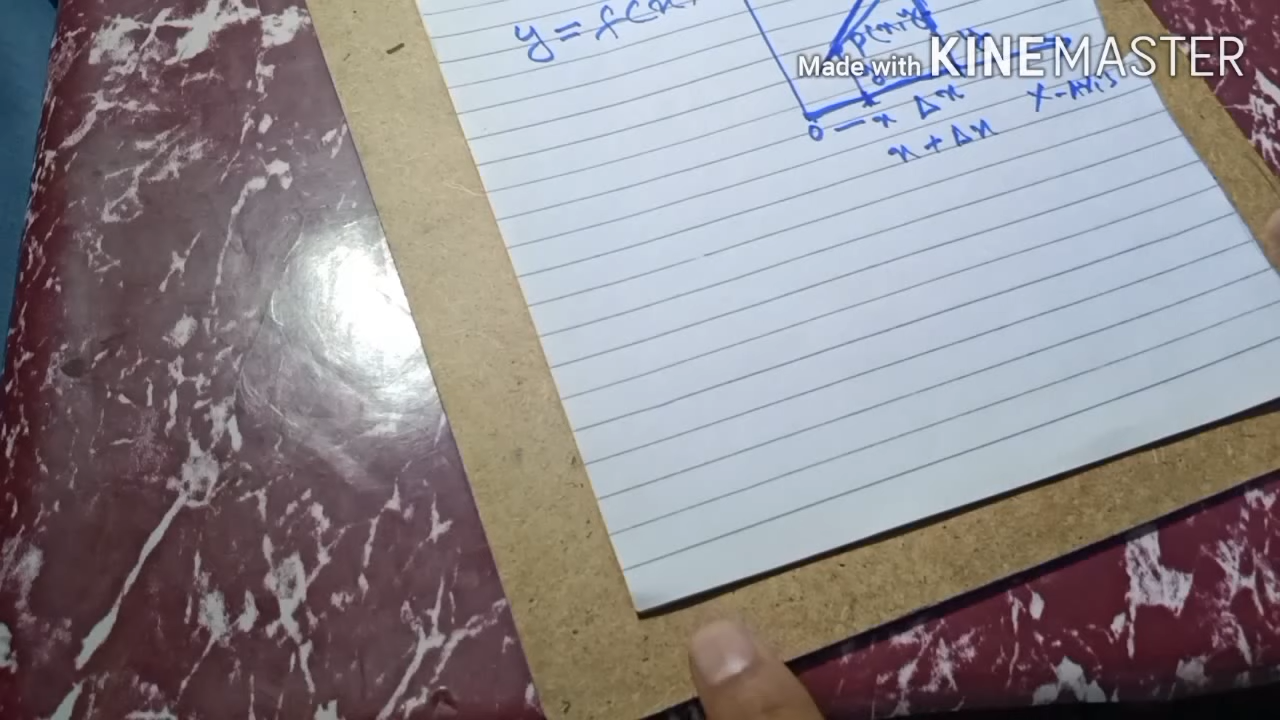 y = f(x)
P(x,y)
Made with KINEMASTER
0 x Δx X-Axis
x + Δx